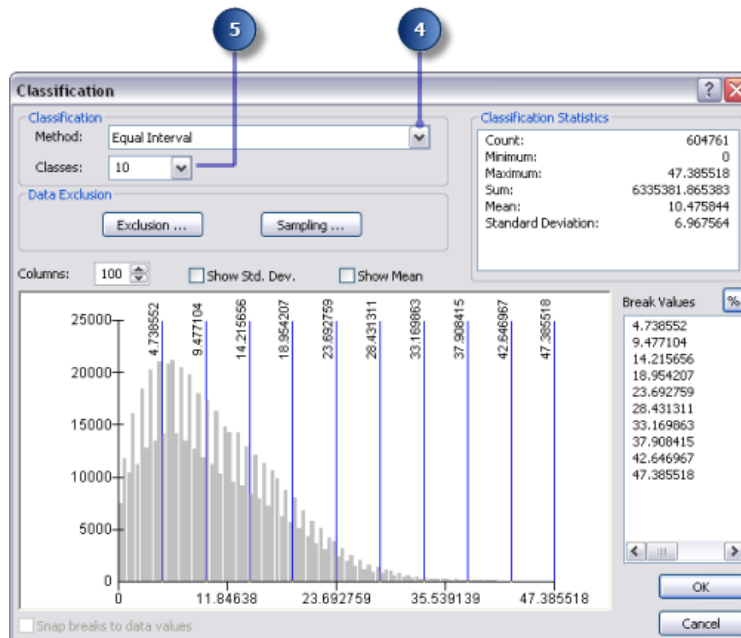 5 4
Classification
Classification
Method: Equal Interval
Classes: 10
Data Exclusion
Exclusion ... Sampling ...
Classification Statistics
Count: 604761
Minimum: 0
Maximum: 47.385518
Sum: 6335381.865383
Mean: 10.475844
Standard Deviation: 6.967564
Columns: 100 Show Std. Dev. Show Mean
4.738552 9.477104 14.215656 18.954207 23.692759 28.431311 33.169863 37.908415 42.646967 47.385518
25000
20000
15000
10000
5000
0
0 11.84638 23.692759 35.539139 47.385518
Break Values %
4.738552
9.477104
14.215656
18.954207
23.692759
28.431311
33.169863
37.908415
42.646967
47.385518
OK
Cancel
Snap breaks to data values